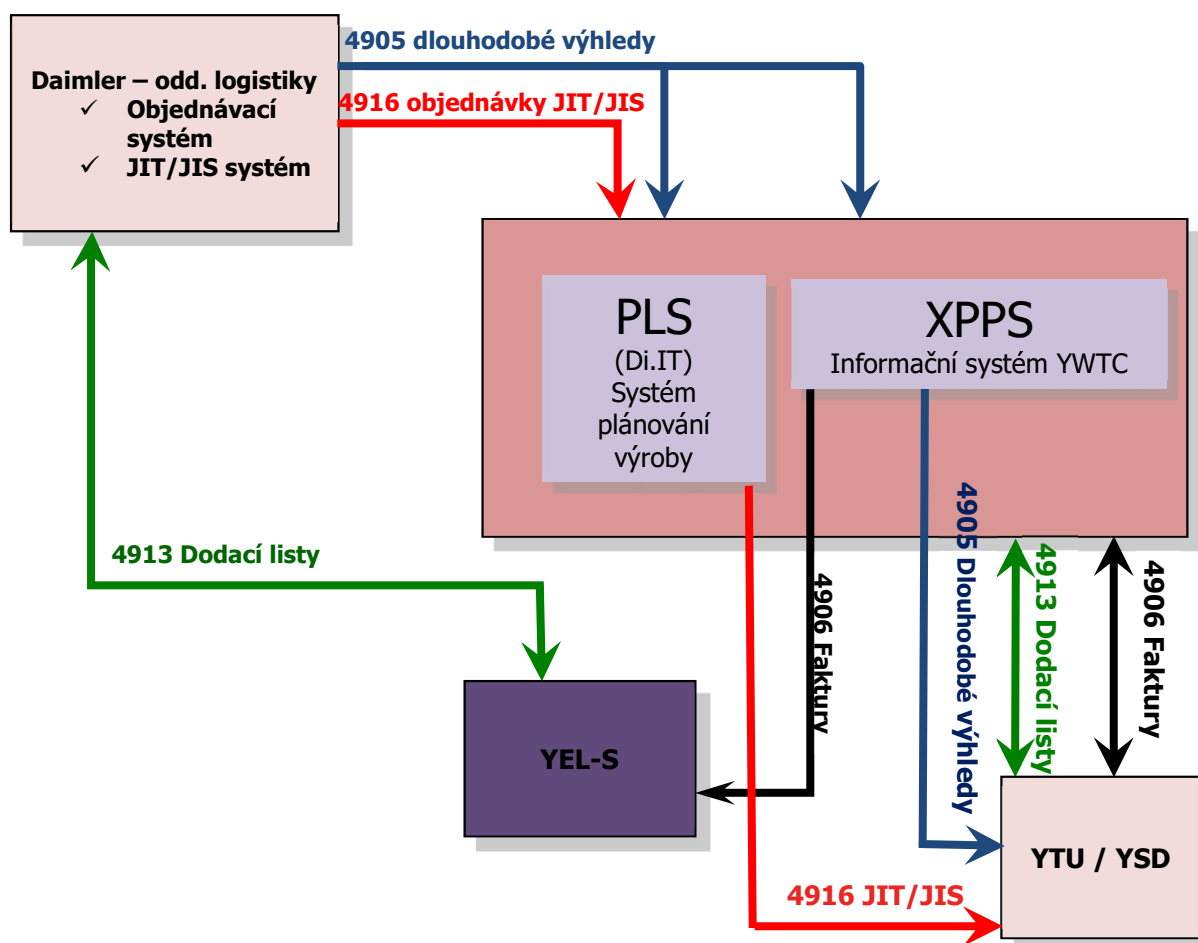 4905 dlouhodobé výhledy
Daimler – odd. logistiky
✓ Objednávací
systém
✓ JIT/JIS systém
4916 objednávky JIT/JIS
PLS
(Di.IT)
Systém
plánování
výroby
XPPS
Informační systém YWTC
4913 Dodací listy
4906 Faktury
4905 Dlouhodobé výhledy
4913 Dodací listy
4906 Faktury
YEL-S
YTU / YSD
4916 JIT/JIS